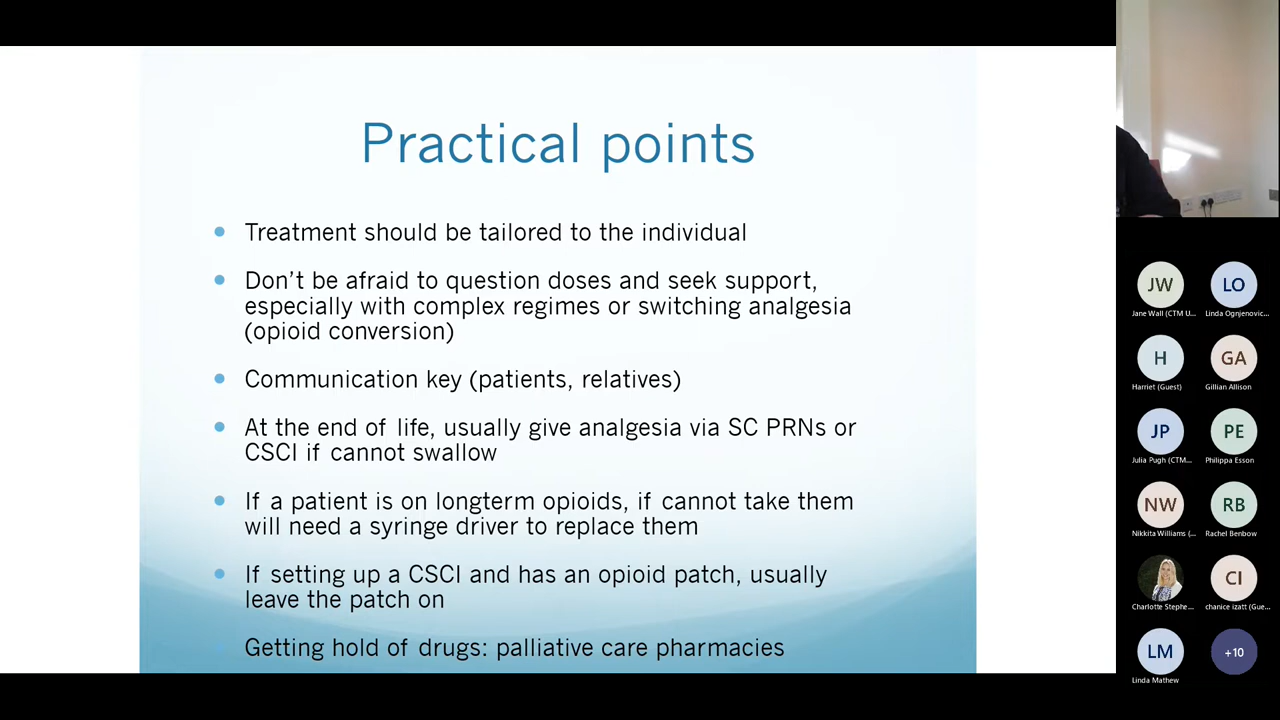 Practical points
Treatment should be tailored to the individual
Don't be afraid to question doses and seek support,
especially with complex regimes or switching analgesia
(opioid conversion)
Communication key (patients, relatives)
At the end of life, usually give analgesia via SC PRNs or
CSCI if cannot swallow
If a patient is on longterm opioids, if cannot take them
will need a syringe driver to replace them
If setting up a CSCI and has an opioid patch, usually
leave the patch on
Getting hold of drugs: palliative care pharmacies
JW
LO
Jane Wall (CTM U...
Linda Ognjenovic...
H
GA
Harriet (Guest)
Gillian Allison
JP
PE
Julia Pugh (CTM...
Philippa Esson
NW
RB
Nikkita Williams (...
Rachel Benbow
CI
Charlotte Stephe...
chanice izatt (Gue...
LM
+10
Linda Mathew